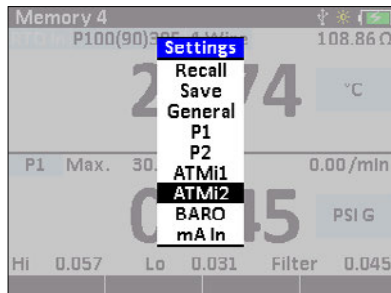 Memory 4
P100(90)385 4 Wire 108.86 Ω
Settings
Recall
Save
General
P1
P2
ATMi1
ATMi2
BARO
mA In
°C
P1 Max. 30. 0.00/min
PSI G
Hi 0.057 Lo 0.031 Filter 0.045